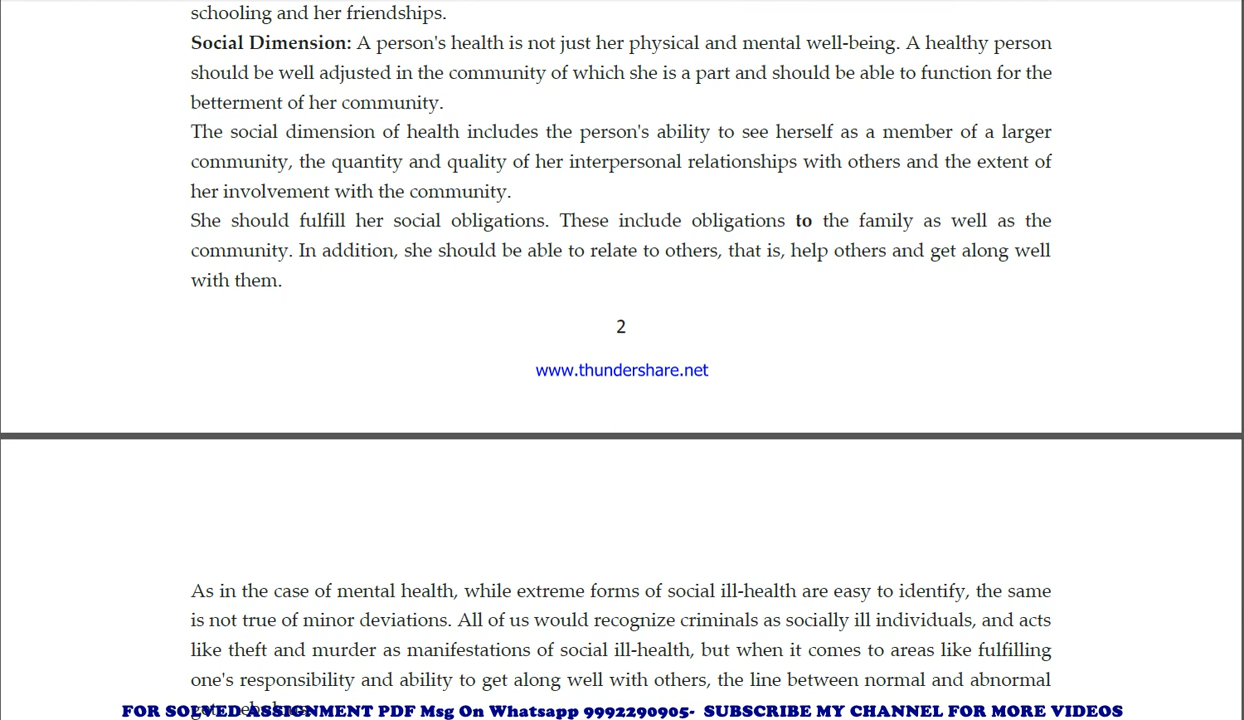 schooling and her friendships.
Social Dimension: A person's health is not just her physical and mental well-being. A healthy person
should be well adjusted in the community of which she is a part and should be able to function for the
betterment of her community.
The social dimension of health includes the person's ability to see herself as a member of a larger
community, the quantity and quality of her interpersonal relationships with others and the extent of
her involvement with the community.
She should fulfill her social obligations. These include obligations to the family as well as the
community. In addition, she should be able to relate to others, that is, help others and get along well
with them.
2
www.thundershare.net
As in the case of mental health, while extreme forms of social ill-health are easy to identify, the same
is not true of minor deviations. All of us would recognize criminals as socially ill individuals, and acts
like theft and murder as manifestations of social ill-health, but when it comes to areas like fulfilling
one's responsibility and ability to get along well with others, the line between normal and abnormal
FOR SOLVED ASSIGNMENT PDF Msg On Whatsapp 9992290905- SUBSCRIBE MY CHANNEL FOR MORE VIDEOS